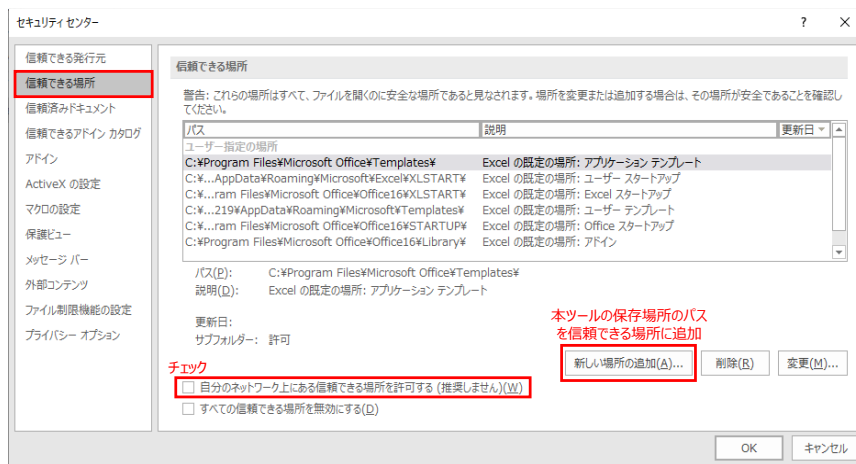 セキュリティ センター
? ×
信頼できる発行元
信頼できる場所
信頼済みドキュメント
信頼できるアドイン カタログ
アドイン
ActiveX の設定
マクロの設定
保護ビュー
メッセージ バー
外部コンテンツ
ファイル制限機能の設定
プライバシー オプション
信頼できる場所
警告: これらの場所はすべて、ファイルを開くのに安全な場所であると見なされます。場所を変更または追加する場合は、その場所が安全であることを確認し
てください。
パス 説明 更新日
ユーザー指定の場所
C:¥Program Files¥Microsoft Office¥Templates¥ Excel の既定の場所: アプリケーション テンプレート
C:¥...AppData¥Roaming¥Microsoft¥Excel¥XLSTART¥ Excel の既定の場所: ユーザー スタートアップ
C:¥...ram Files¥Microsoft Office¥Office16¥XLSTART¥ Excel の既定の場所: Excel スタートアップ
C:¥...219¥AppData¥Roaming¥Microsoft¥Templates¥ Excel の既定の場所: ユーザー テンプレート
C:¥...ram Files¥Microsoft Office¥Office16¥STARTUP¥ Excel の既定の場所: Office スタートアップ
C:¥Program Files¥Microsoft Office¥Office16¥Library¥ Excel の既定の場所: アドイン
パス(P): C:¥Program Files¥Microsoft Office¥Templates¥
説明(D): Excel の既定の場所: アプリケーション テンプレート
更新日:
サブフォルダー: 許可
本ツールの保存場所のパス
を信頼できる場所に追加
新しい場所の追加(A)... 削除(R) 変更(M)...
チェック
自分のネットワーク上にある信頼できる場所を許可する (推奨しません)(W)
すべての信頼できる場所を無効にする(D)
OK キャンセル